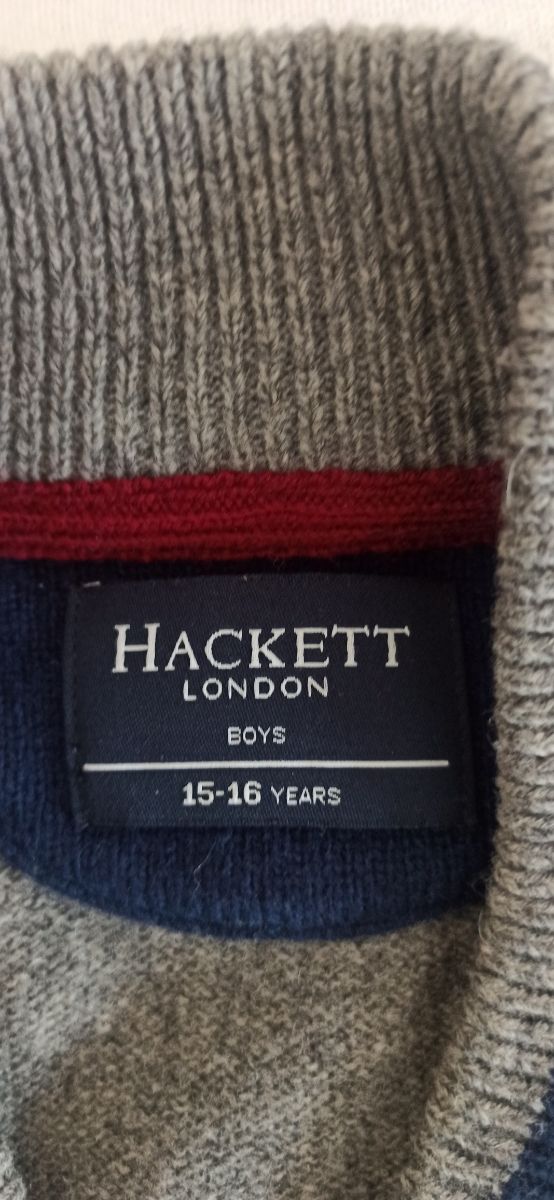 HACKETT
LONDON
BOYS
15-16 YEARS